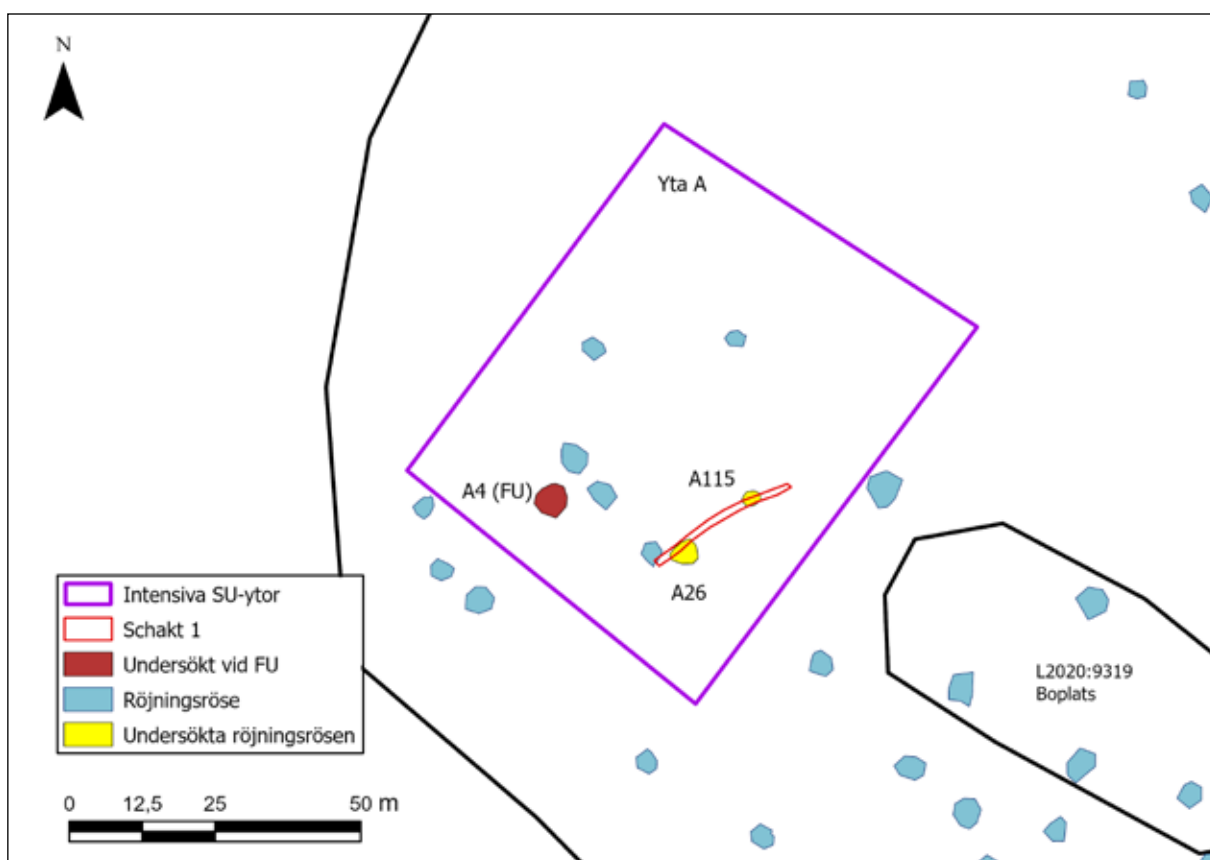 N
Yta A
A4 (FU)
A115
A26
L2020:9319
Boplats
Intensiva SU-ytor
Schakt 1
Undersökt vid FU
Röjningsröse
Undersökta röjningsrösen
0 12,5 25 50 m